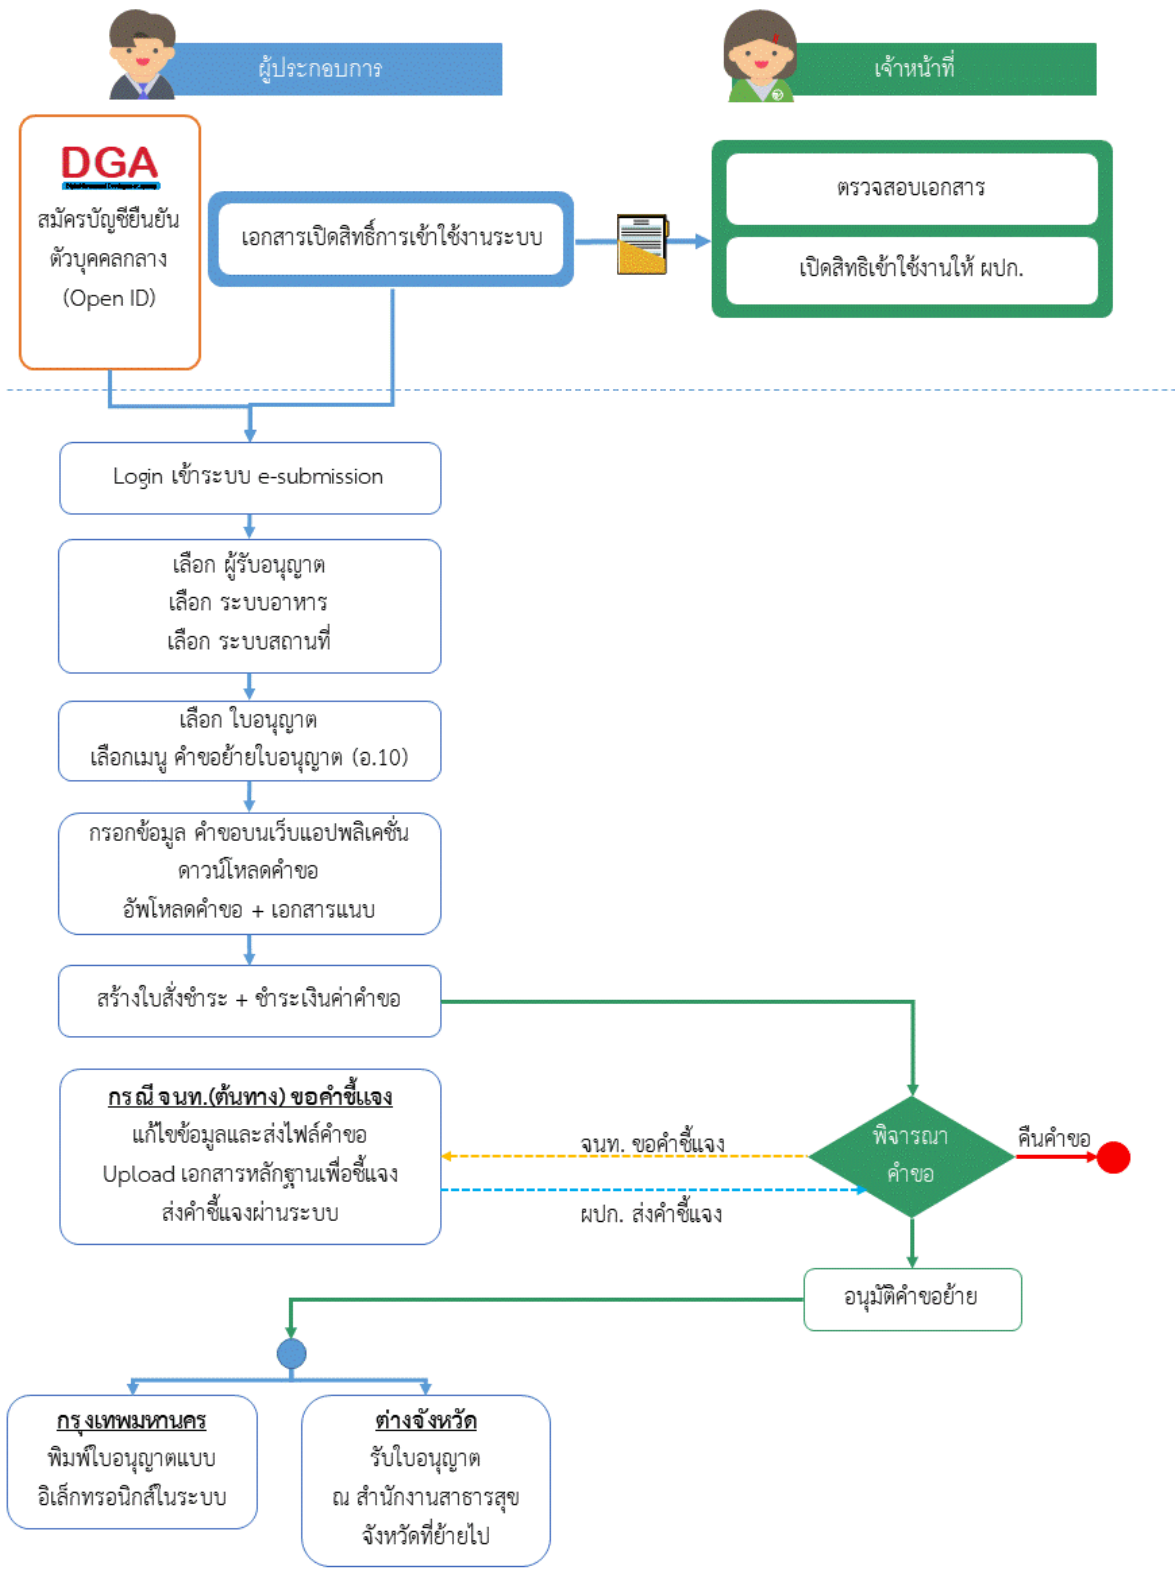 ผู้ประกอบการ
เจ้าหน้าที่
DGA
สมัครบัญชียืนยัน
ตัวบุคคลกลาง
(Open ID)
เอกสารเปิดสิทธิ์การเข้าใช้งานระบบ
ตรวจสอบเอกสาร
เปิดสิทธิเข้าใช้งานให้ ผปก.
Login เข้าระบบ e-submission
เลือก ผู้รับอนุญาต
เลือก ระบบอาหาร
เลือก ระบบสถานที่
เลือก ใบอนุญาต
เลือกเมนู คำขอย้ายใบอนุญาต (อ.10)
กรอกข้อมูล คำขอบนเว็บแอปพลิเคชั่น
ดาวน์โหลดคำขอ
อัพโหลดคำขอ + เอกสารแนบ
สร้างใบสั่งชำระ + ชำระเงินค่าคำขอ
กรณี จนท.(ต้นทาง) ขอคำชี้แจง
แก้ไขข้อมูลและส่งไฟล์คำขอ
Upload เอกสารหลักฐานเพื่อชี้แจง
ส่งคำชี้แจงผ่านระบบ
จนท. ขอคำชี้แจง
ผปก. ส่งคำชี้แจง
พิจารณา
คำขอ
คืนคำขอ
อนุมัติคำขอย้าย
กรุงเทพมหานคร
พิมพ์ใบอนุญาตแบบ
อิเล็กทรอนิกส์ในระบบ
ต่างจังหวัด
รับใบอนุญาต
ณ สำนักงานสาธารสุข
จังหวัดที่ย้ายไป